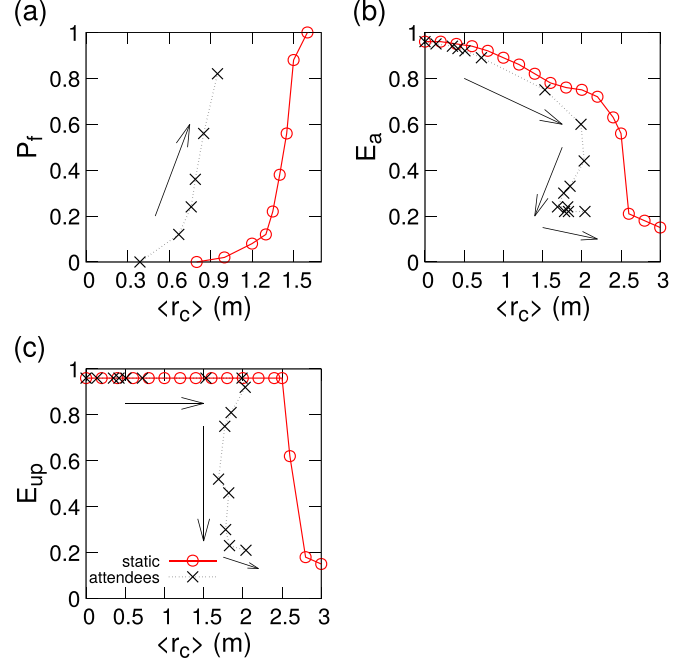 (a)
1
0.8
0.6
0.4
0.2
0
P_f
0 0.3 0.6 0.9 1.2 1.5
<r_c> (m)
(b)
1
0.8
0.6
0.4
0.2
0
E_a
0 0.5 1 1.5 2 2.5 3
<r_c> (m)
(c)
1
0.8
0.6
0.4
0.2
0
E_up
static
attendees
0 0.5 1 1.5 2 2.5 3
<r_c> (m)